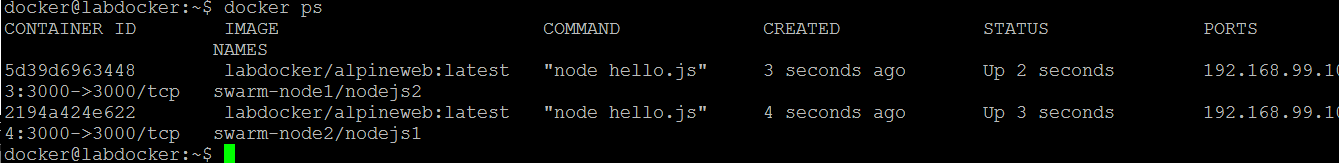 docker@labdocker:~$ docker ps
CONTAINER ID        IMAGE                       COMMAND             CREATED             STATUS              PORTS
                   NAMES
5d39d6963448        labdocker/alpineweb:latest   "node hello.js"     3 seconds ago       Up 2 seconds        192.168.99.10
3:3000->3000/tcp   swarm-node1/nodejs2
2194a424e622        labdocker/alpineweb:latest   "node hello.js"     4 seconds ago       Up 3 seconds        192.168.99.10
4:3000->3000/tcp   swarm-node2/nodejs1
docker@labdocker:~$